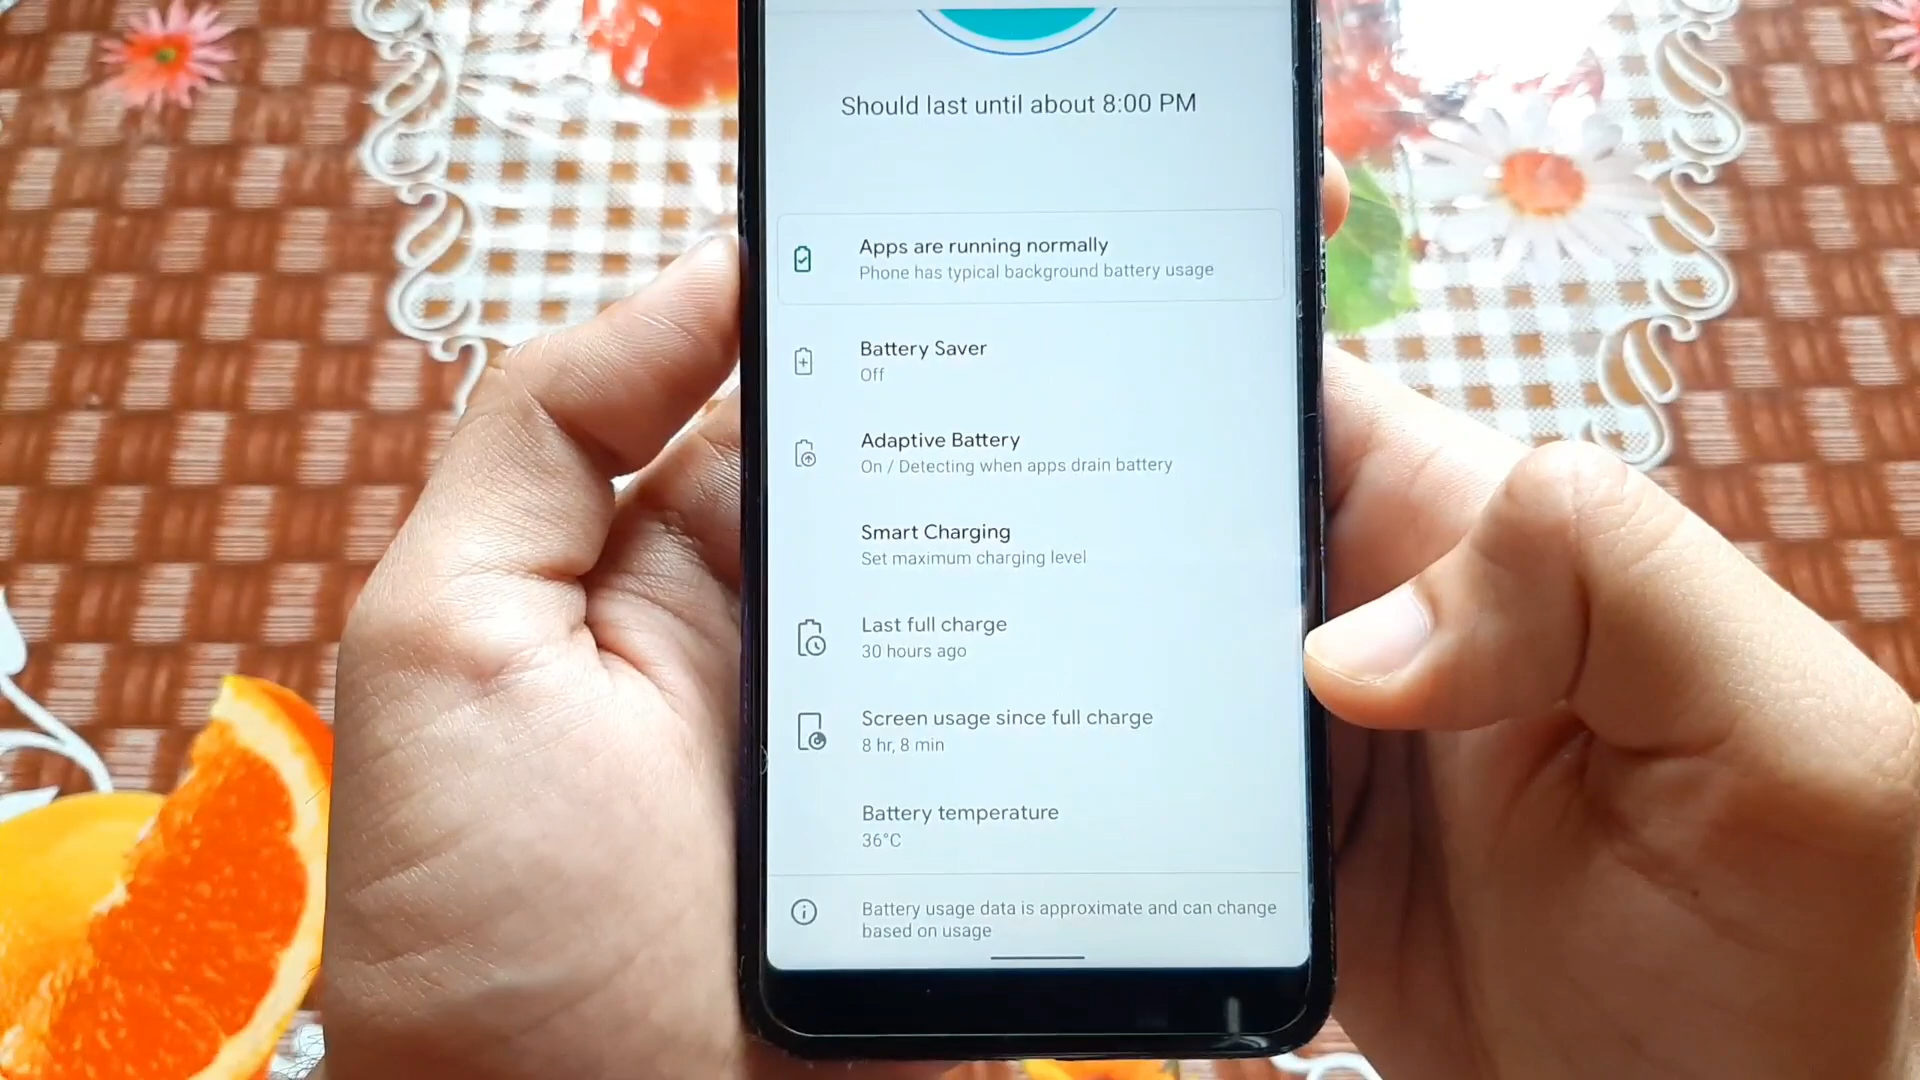 Should last until about 8:00 PM
Apps are running normally
Phone has typical background battery usage
Battery Saver
Off
Adaptive Battery
On / Detecting when apps drain battery
Smart Charging
Set maximum charging level
Last full charge
30 hours ago
Screen usage since full charge
8 hr, 8 min
Battery temperature
36°C
Battery usage data is approximate and can change
based on usage